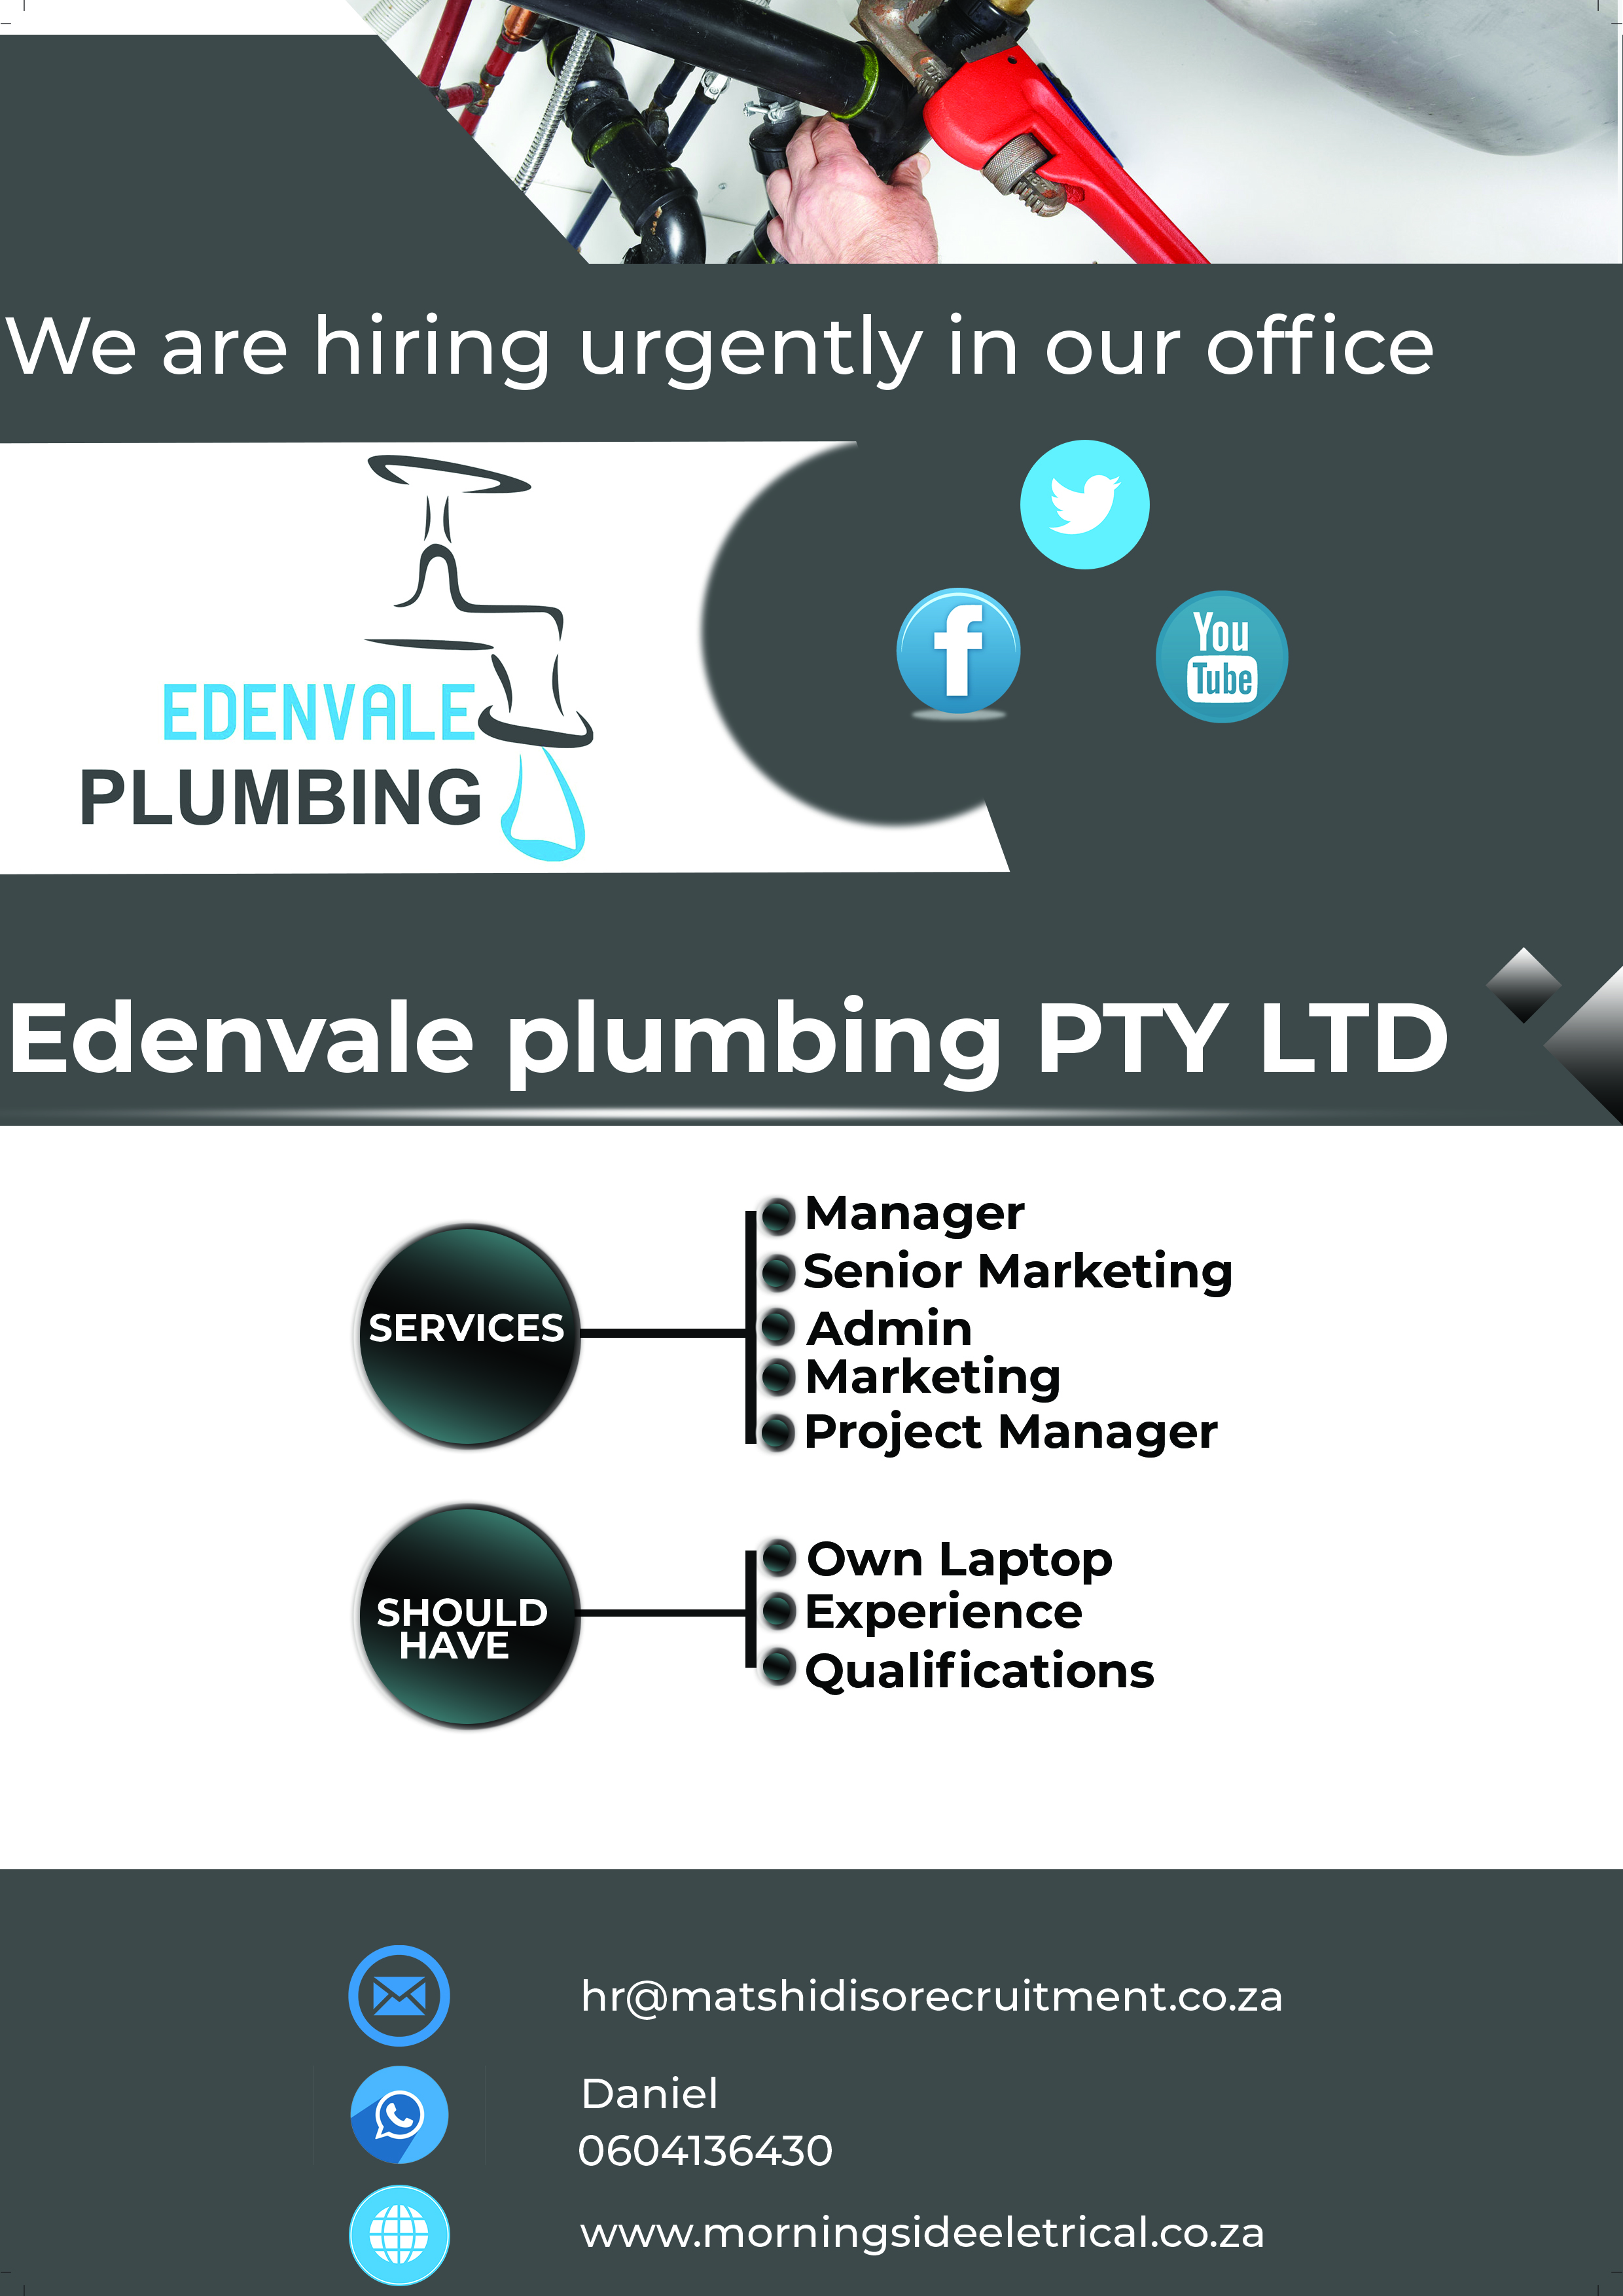 We are hiring urgently in our office
EDENVALE
PLUMBING
f
You
Tube
Edenvale plumbing PTY LTD
SERVICES
Manager
Senior Marketing
Admin
Marketing
Project Manager
SHOULD
HAVE
Own Laptop
Experience
Qualifications
hr@matshidisorecruitment.co.za
Daniel
0604136430
www.morningsideeletrical.co.za